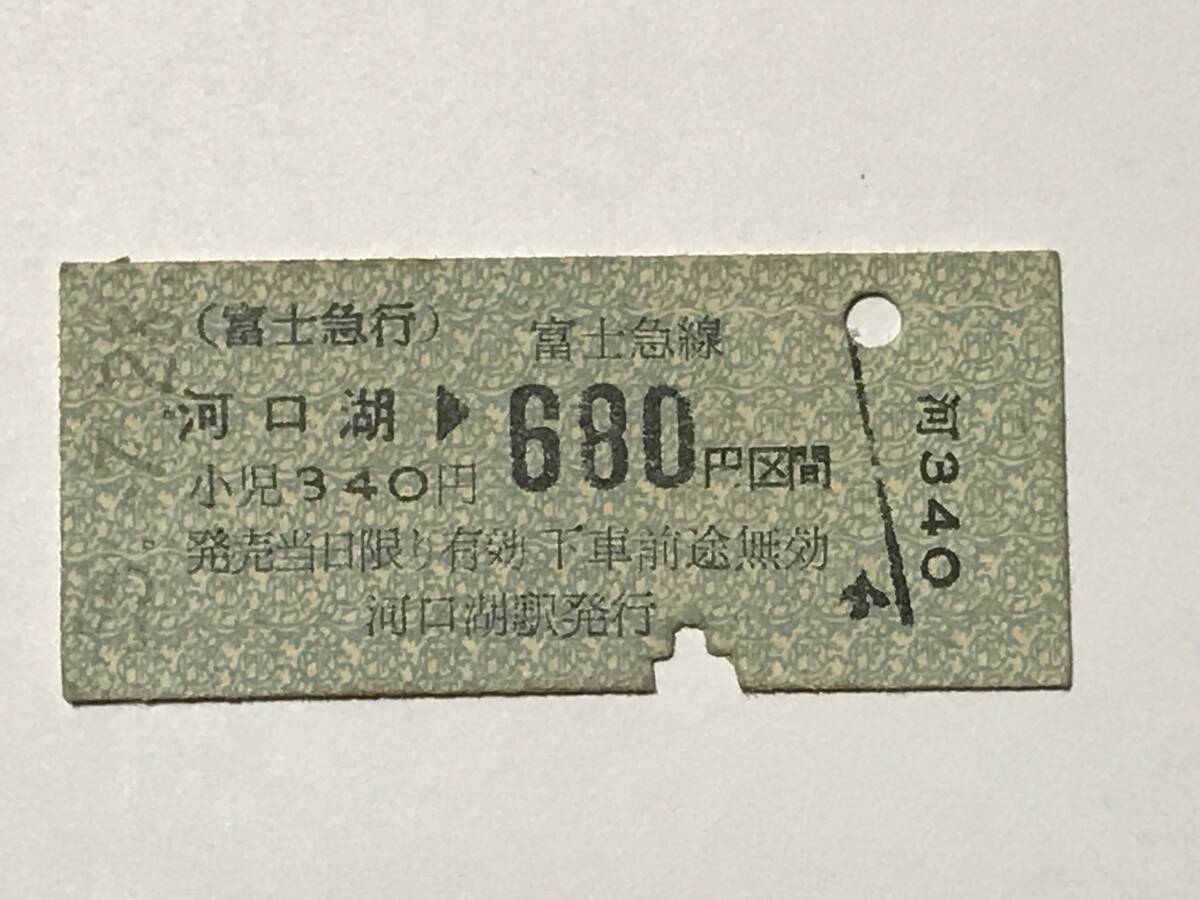 （富士急行） 富士急線
河口湖▶680円区間
小児340円
発売当日限り有効 下車前途無効
河口湖駅発行
小
河340